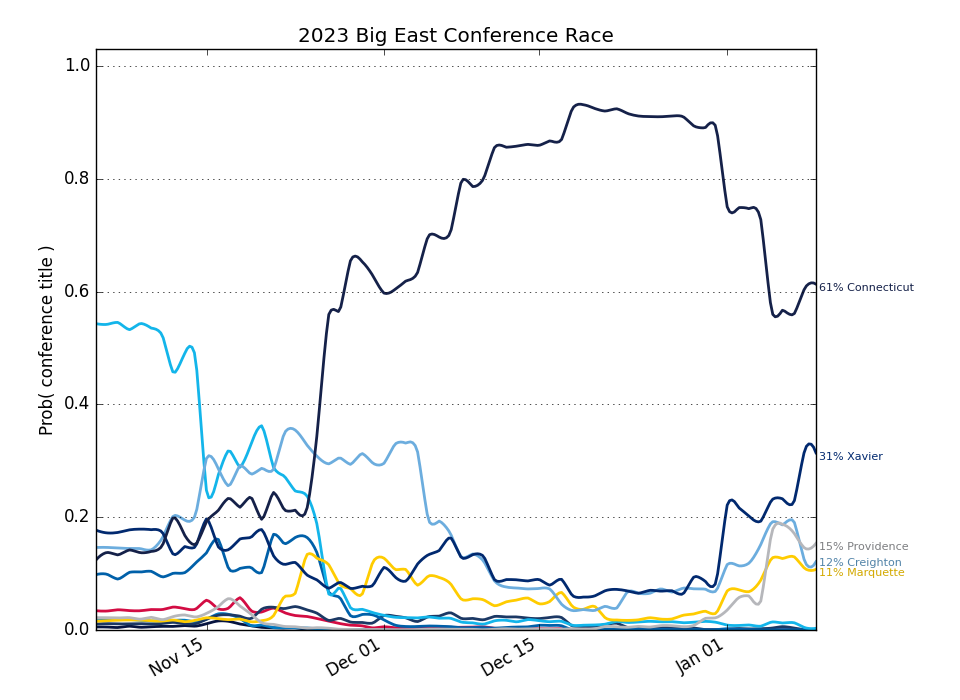 2023 Big East Conference Race
Prob( conference title )
1.0
0.8
0.6
0.4
0.2
0.0
61% Connecticut
31% Xavier
15% Providence
12% Creighton
11% Marquette
Nov 15
Dec 01
Dec 15
Jan 01